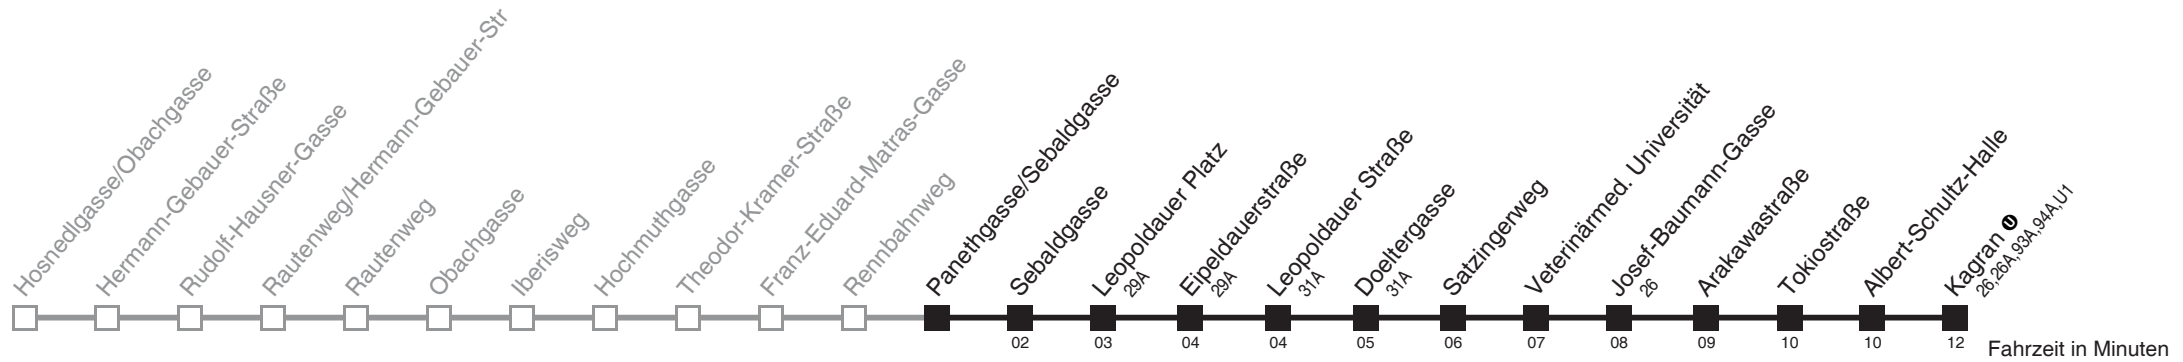 Hosnedlgasse/Obachgasse
Hermann-Gebauer-Straße
Rudolf-Hausner-Gasse
Rautenweg/Hermann-Gebauer-Str
Rautenweg
Obachgasse
Iberisweg
Hochmuthgasse
Theodor-Kramer-Straße
Franz-Eduard-Matras-Gasse
Rennbahnweg
Panethgasse/Sebaldgasse
Sebaldgasse
Leopoldauer Platz
29A
Eipeldauerstraße
29A
Leopoldauer Straße
31A
Doeltergasse
31A
Satzingerweg
Veterinärmed. Universität
Josef-Baumann-Gasse
26
Arakawastraße
Tokiostraße
Albert-Schultz-Halle
Kagran U
26,26A,93A,94A,U1
02 03 04 04 05 06 07 08 09 10 10 12
Fahrzeit in Minuten